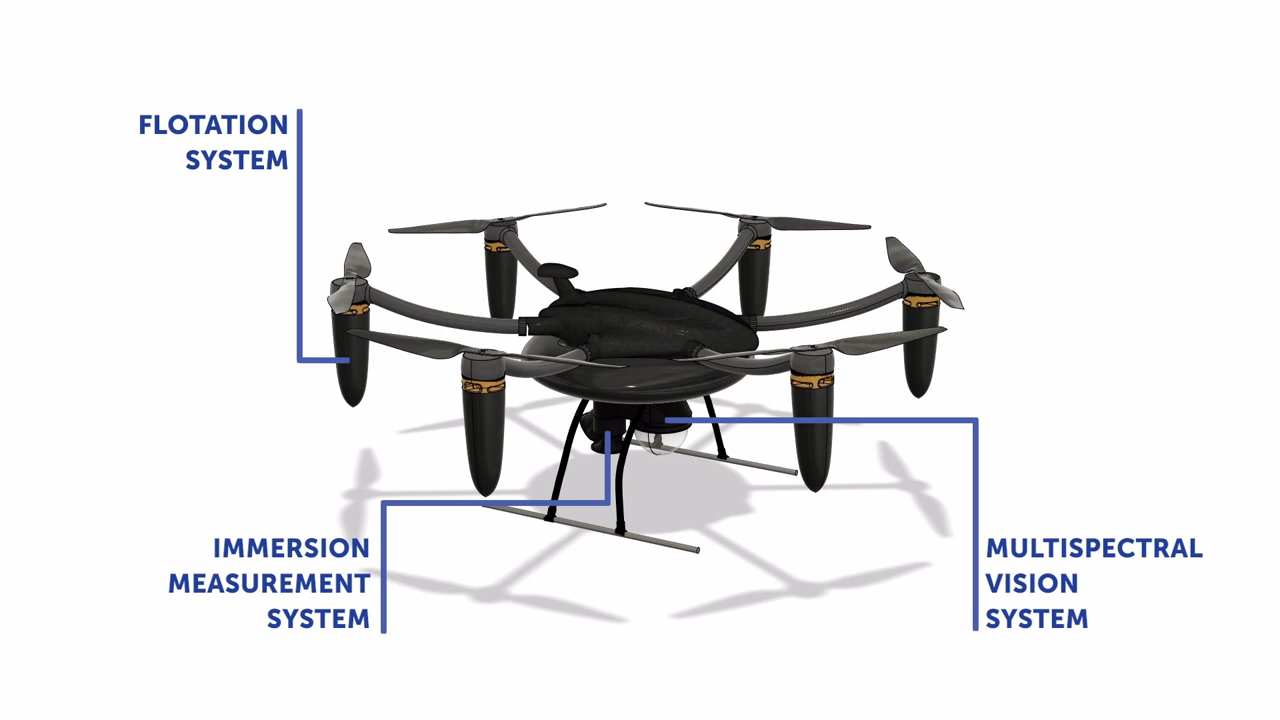 FLOTATION
SYSTEM
IMMERSION
MEASUREMENT
SYSTEM
MULTISPECTRAL
VISION
SYSTEM